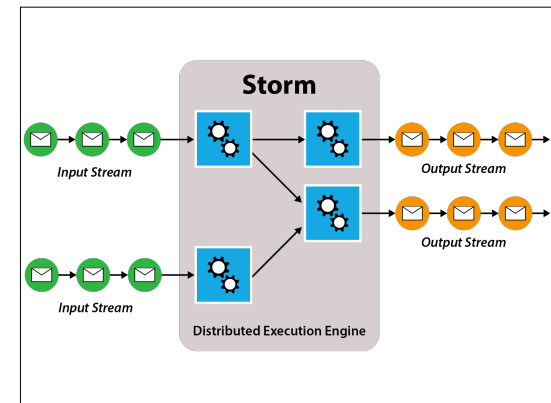 Storm
Input Stream
Output Stream
Output Stream
Input Stream
Distributed Execution Engine